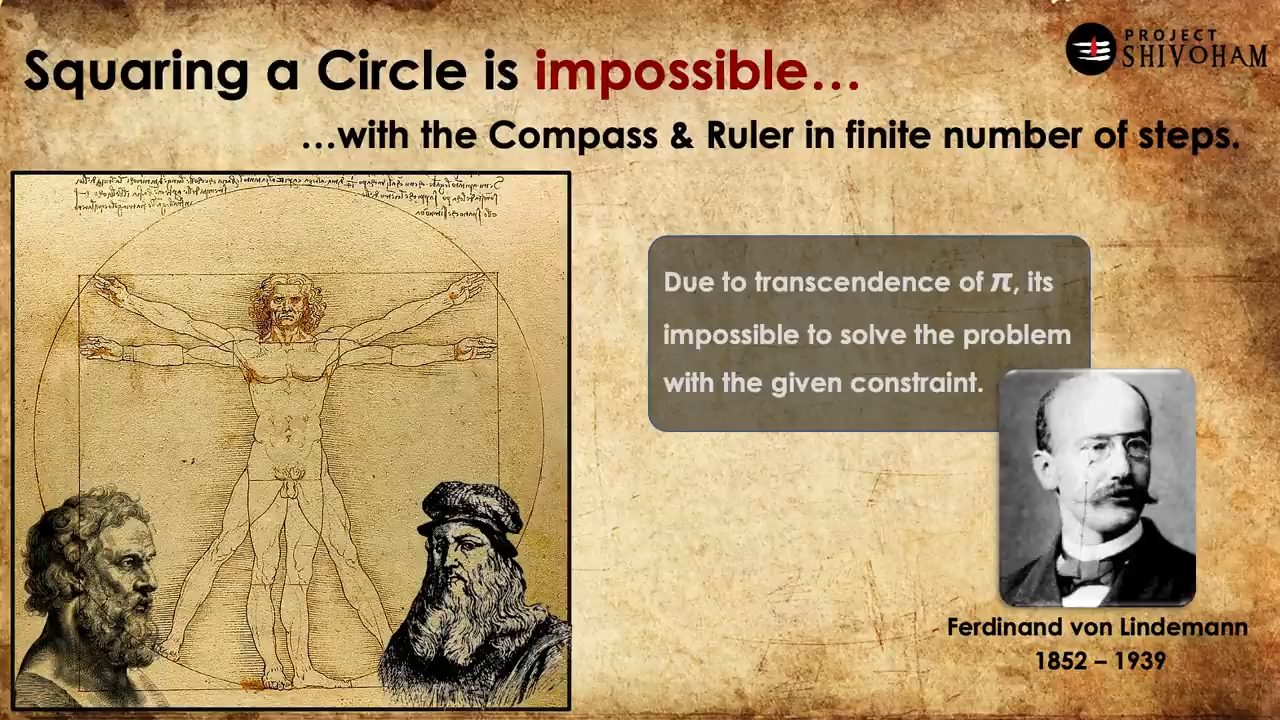 Squaring a Circle is impossible...
PROJECT
SHIVOHAM
...with the Compass & Ruler in finite number of steps.
Due to transcendence of π, its
impossible to solve the problem
with the given constraint.
Ferdinand von Lindemann
1852 – 1939